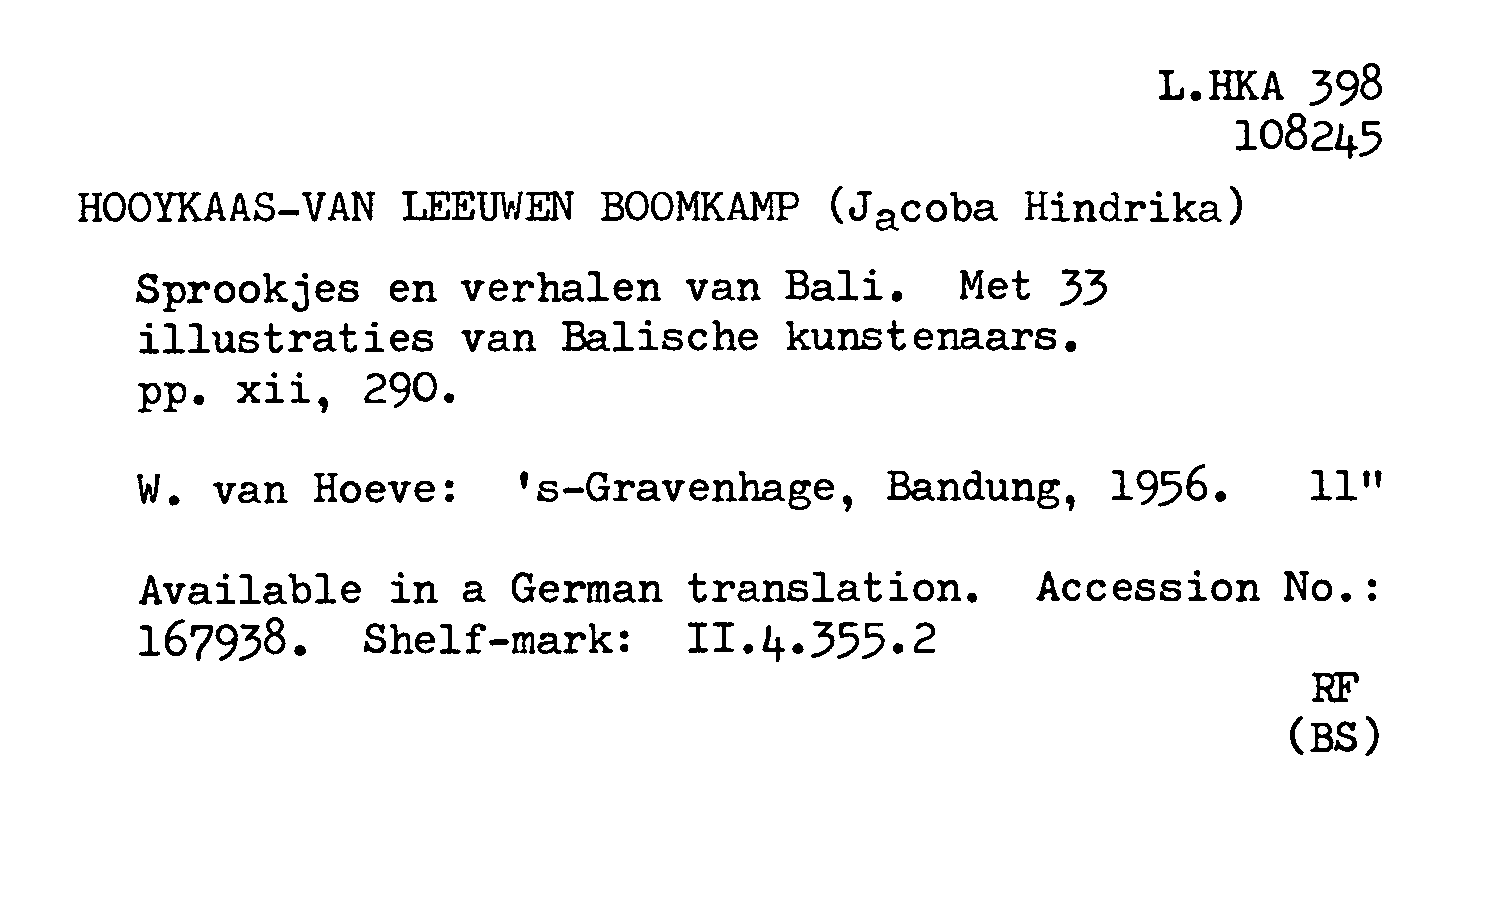 L.HKA 398
108245
HOOYKAAS-VAN LEEUWEN BOOMKAMP (Jacoba Hindrika)
Sprookjes en verhalen van Bali. Met 33
illustraties van Balische kunstenaars.
pp. xii, 290.
W. van Hoeve: 's-Gravenhage, Bandung, 1956. 11"
Available in a German translation. Accession No.:
167938. Shelf-mark: II.4.355.2
RF
(BS)